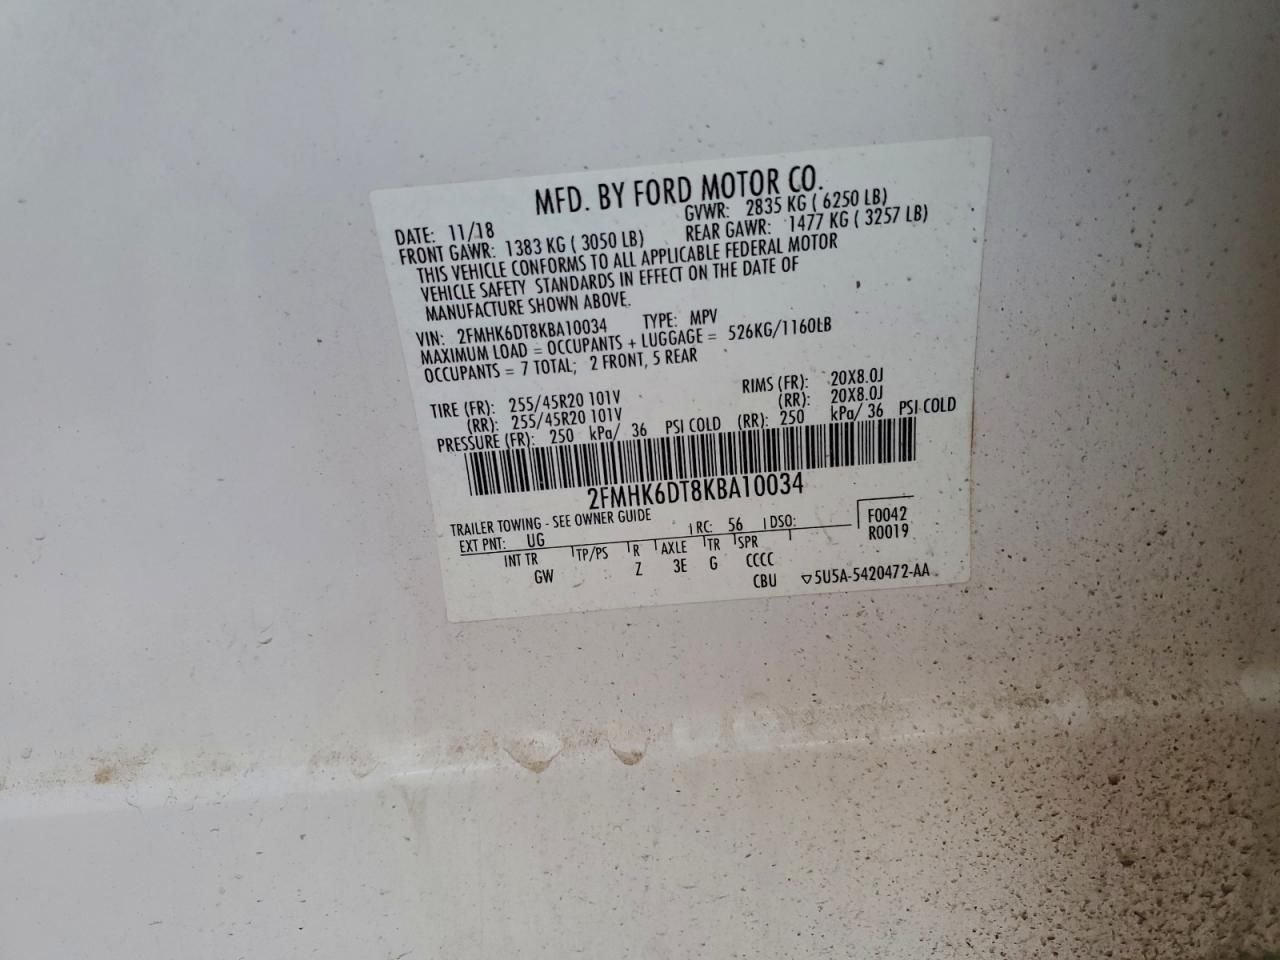 MFD. BY FORD MOTOR CO.
DATE: 11/18 GVWR: 2835 KG ( 6250 LB)
FRONT GAWR: 1383 KG ( 3050 LB) REAR GAWR: 1477 KG ( 3257 LB)
THIS VEHICLE CONFORMS TO ALL APPLICABLE FEDERAL MOTOR
VEHICLE SAFETY STANDARDS IN EFFECT ON THE DATE OF
MANUFACTURE SHOWN ABOVE.
VIN: 2FMHK6DT8KBA10034 TYPE: MPV
MAXIMUM LOAD = OCCUPANTS + LUGGAGE = 526KG/1160LB
OCCUPANTS = 7 TOTAL; 2 FRONT, 5 REAR
TIRE (FR): 255/45R20 101V RIMS (FR): 20X8.0J
(RR): 255/45R20 101V (RR): 20X8.0J
PRESSURE (FR): 250 kPa/ 36 PSI COLD (RR): 250 kPa/ 36 PSI COLD
2FMHK6DT8KBA10034
TRAILER TOWING - SEE OWNER GUIDE
EXT PNT: UG RC: 56 DSO: F0042
R0019
INT TR TP/PS R AXLE TR SPR
GW Z 3E G CCCC
CBU ▽5U5A-5420472-AA